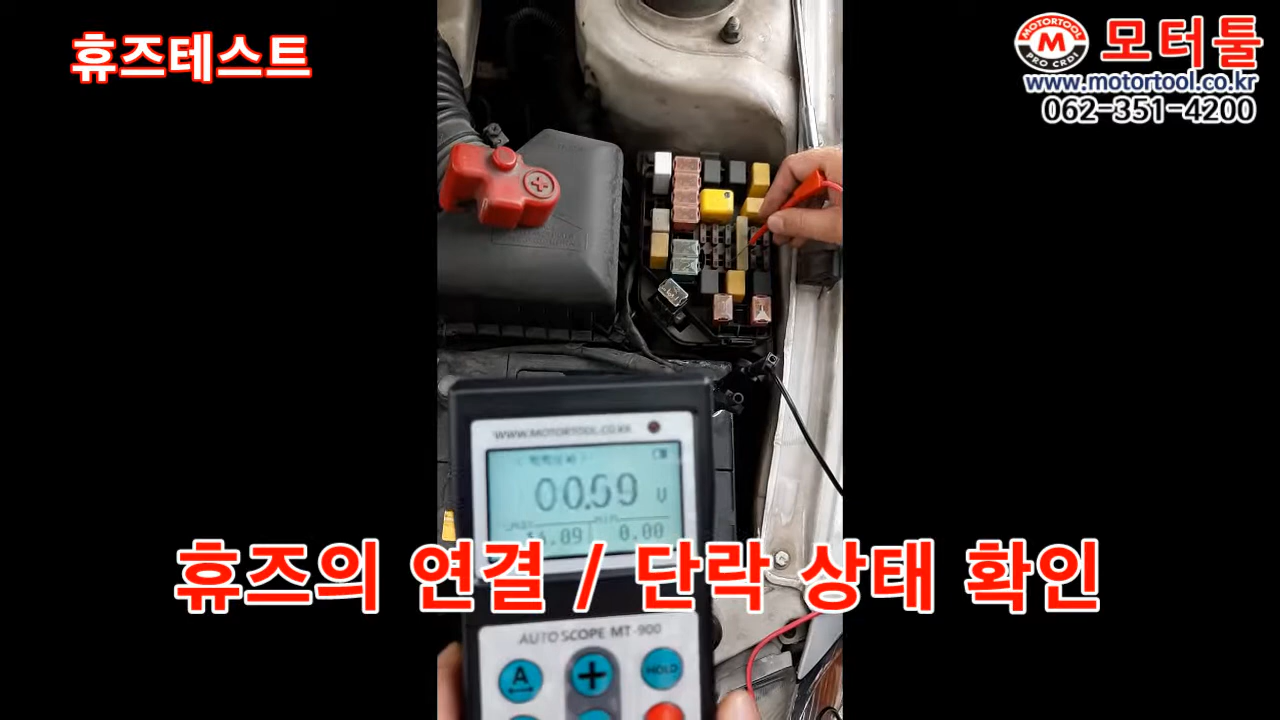 휴즈테스트
MOTORTOOL
M
PRO CRDI
모터툴
www.motortool.co.kr
062-351-4200
WWW.MOTORTOOL.CO.KR
V
0.00
휴즈의 연결 / 단락 상태 확인
AUTO SCOPE MT-900
A
HOLD